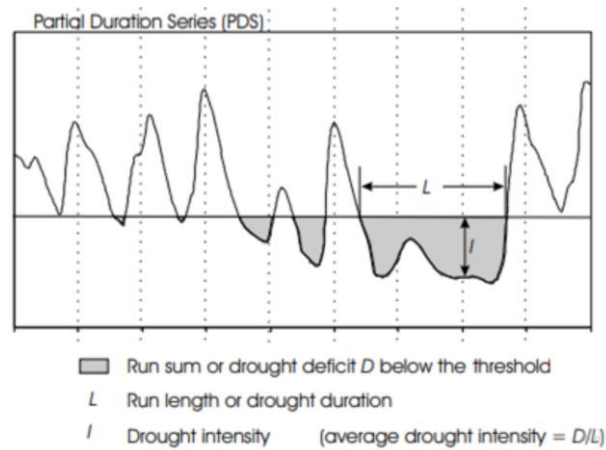 Partial Duration Series (PDS)
L
I
Run sum or drought deficit D below the threshold
L Run length or drought duration
I Drought intensity (average drought intensity = D/L)